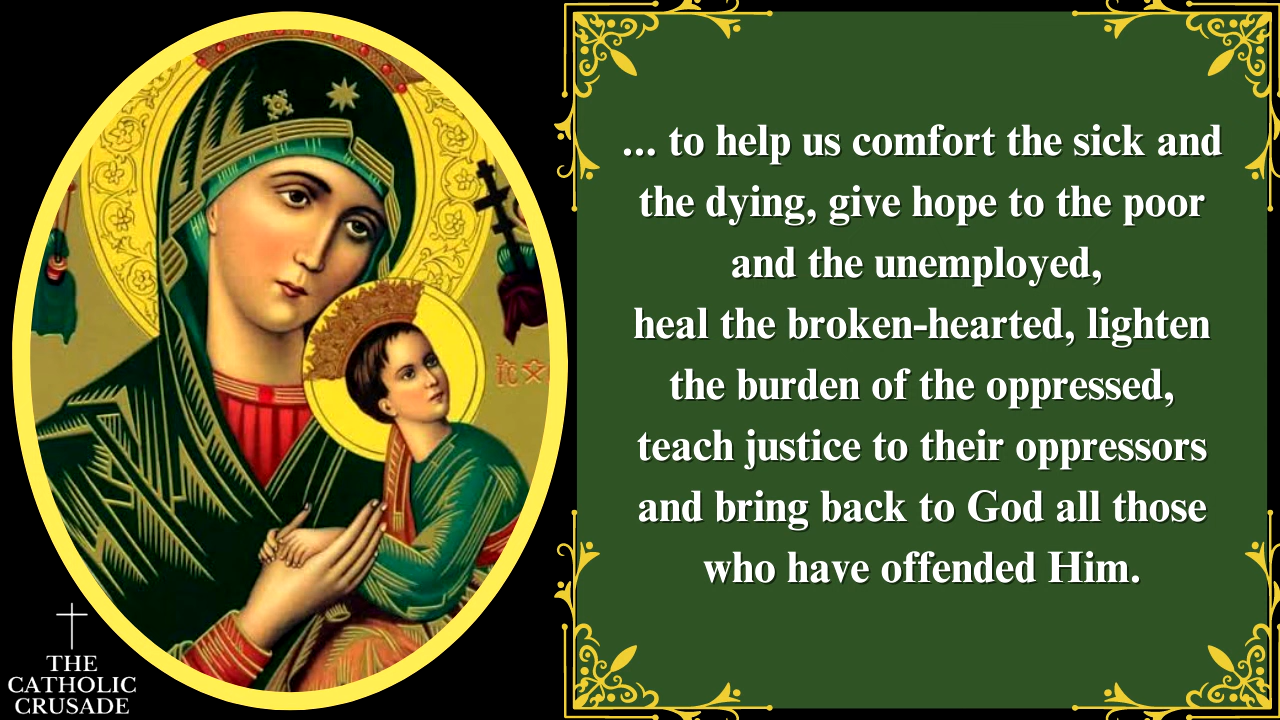 ... to help us comfort the sick and
the dying, give hope to the poor
and the unemployed,
heal the broken-hearted, lighten
the burden of the oppressed,
teach justice to their oppressors
and bring back to God all those
who have offended Him.
THE
CATHOLIC
CRUSADE